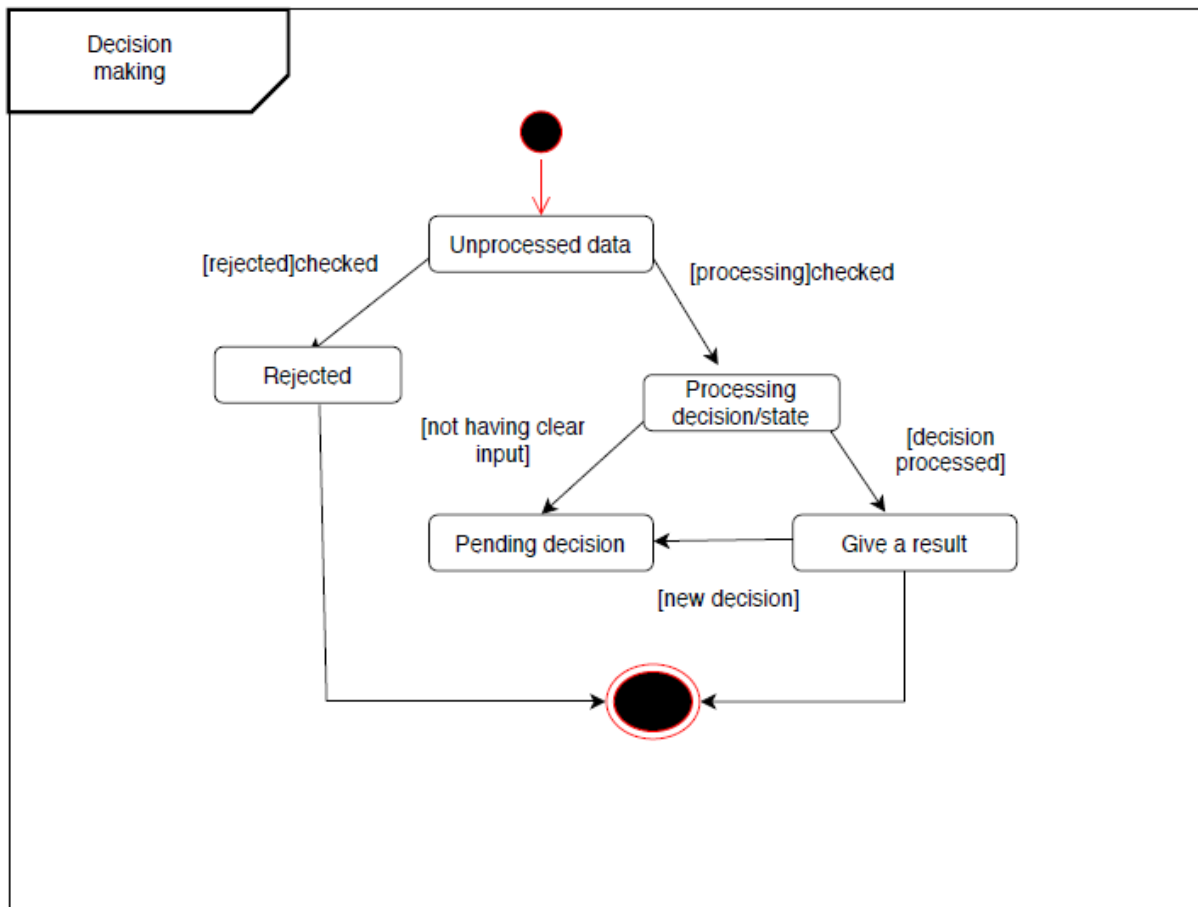 Decision
making
Unprocessed data
[rejected]checked
[processing]checked
Rejected
Processing
decision/state
[not having clear
input]
[decision
processed]
Pending decision
Give a result
[new decision]